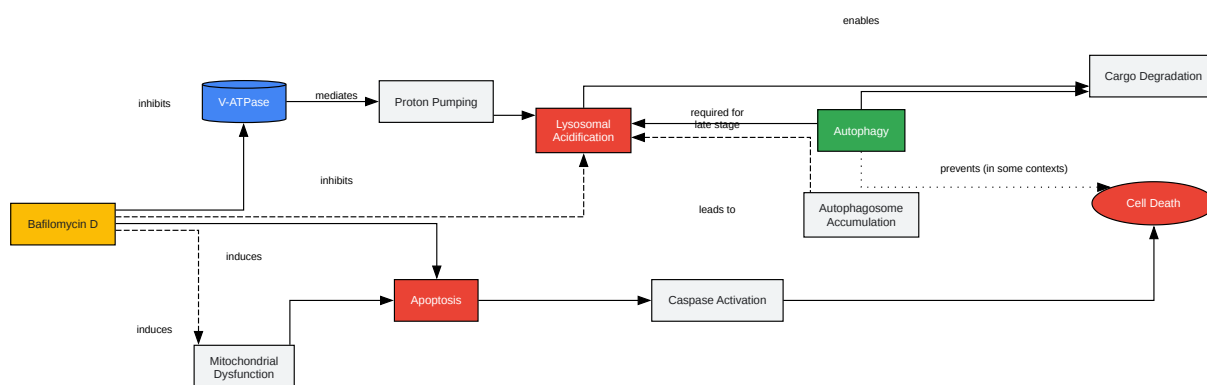 enables
Cargo Degradation
inhibits
V-ATPase
mediates
Proton Pumping
Lysosomal
Acidification
required for
late stage
Autophagy
inhibits
prevents (in some contexts)
Bafilomycin D
leads to
Autophagosome
Accumulation
Cell Death
induces
Apoptosis
Caspase Activation
induces
Mitochondrial
Dysfunction